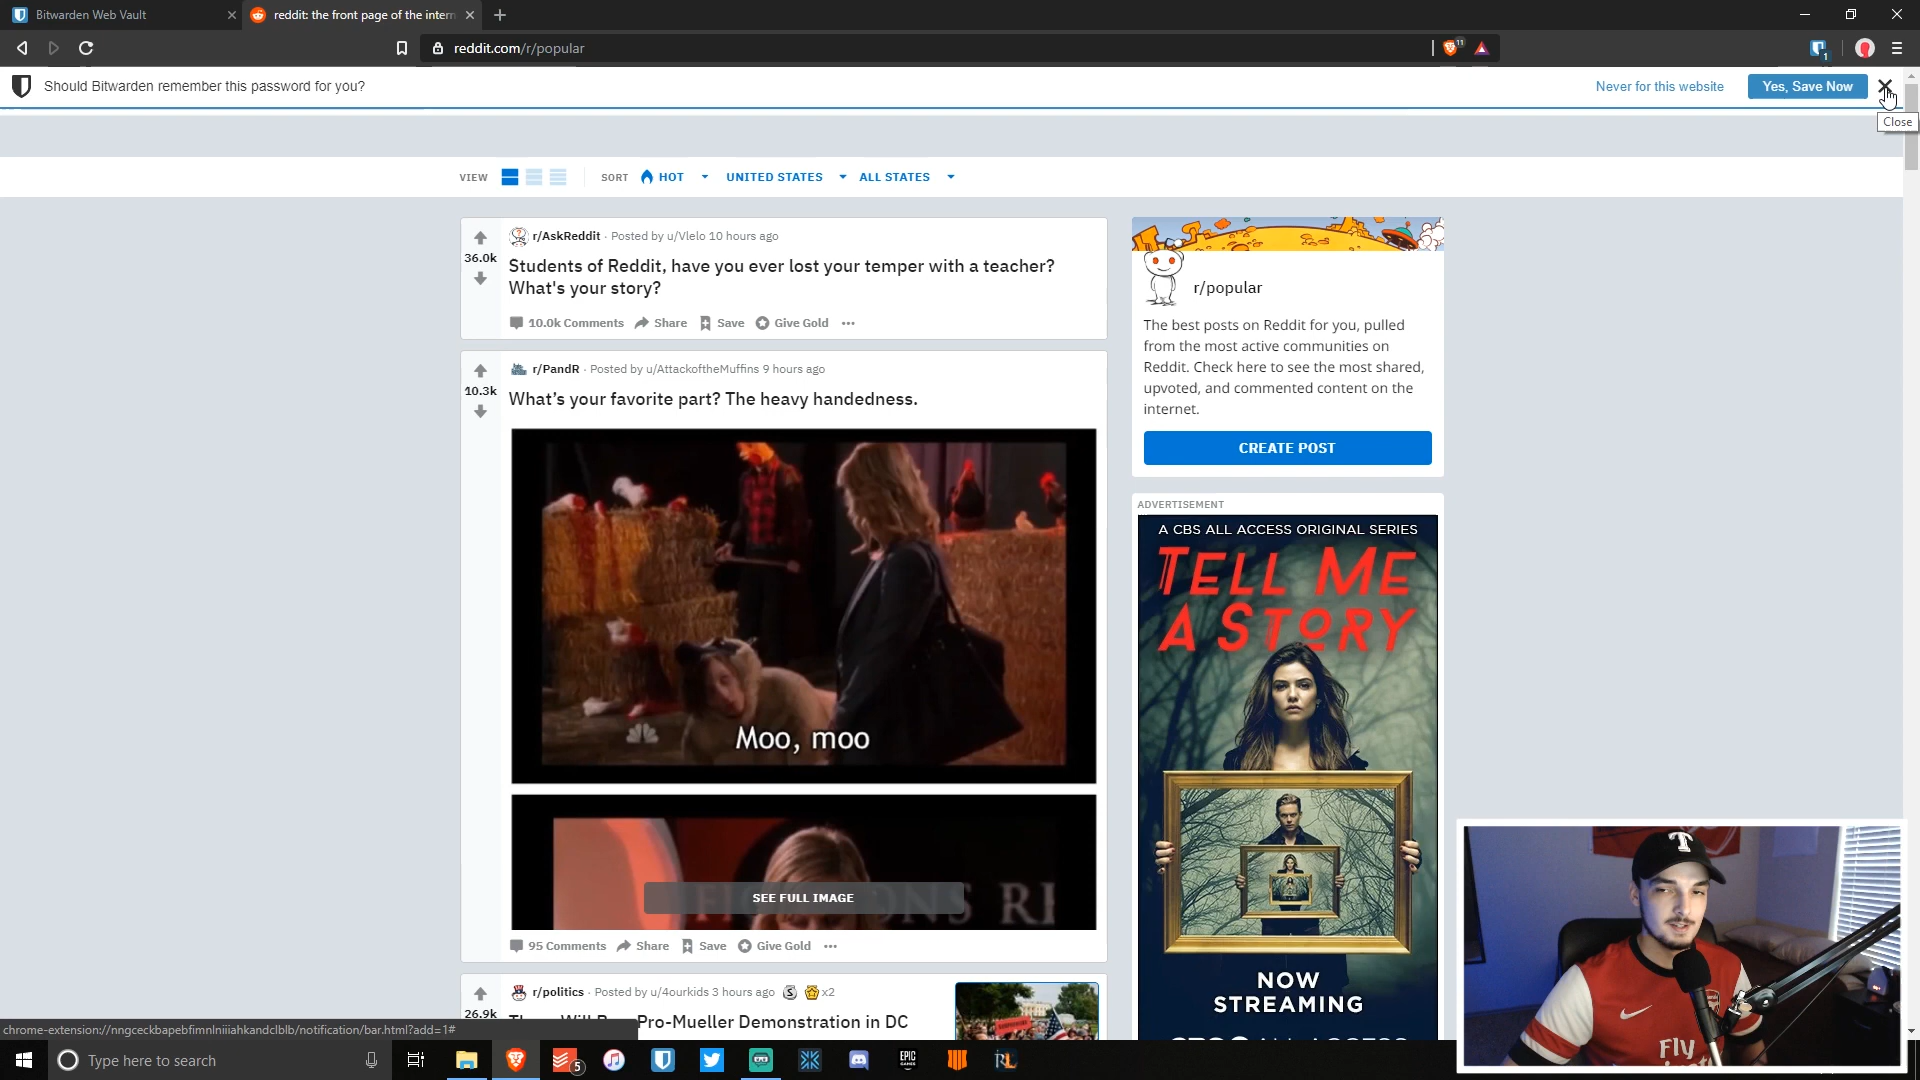 Bitwarden Web Vault
reddit: the front page of the intern
reddit.com/r/popular
11
1
Should Bitwarden remember this password for you?
Never for this website
Yes, Save Now
Close
VIEW
SORT
HOT
UNITED STATES
ALL STATES
r/AskReddit · Posted by u/Vlelo 10 hours ago
36.0k
Students of Reddit, have you ever lost your temper with a teacher?
What's your story?
10.0k Comments Share Save Give Gold
r/PandR · Posted by u/AttackoftheMuffins 9 hours ago
10.3k
What’s your favorite part? The heavy handedness.
Moo, moo
SEE FULL IMAGE
95 Comments Share Save Give Gold
r/politics · Posted by u/4ourkids 3 hours ago S x2
26.9k
Pro-Mueller Demonstration in DC
r/popular
The best posts on Reddit for you, pulled
from the most active communities on
Reddit. Check here to see the most shared,
upvoted, and commented content on the
internet.
CREATE POST
ADVERTISEMENT
A CBS ALL ACCESS ORIGINAL SERIES
TELL ME
A STORY
NOW
STREAMING
T
Fly
chrome-extension://nngceckbapebfimnlniiiahkandclblb/notification/bar.html?add=1#
Type here to search
5
EPIC
GAMES
RL